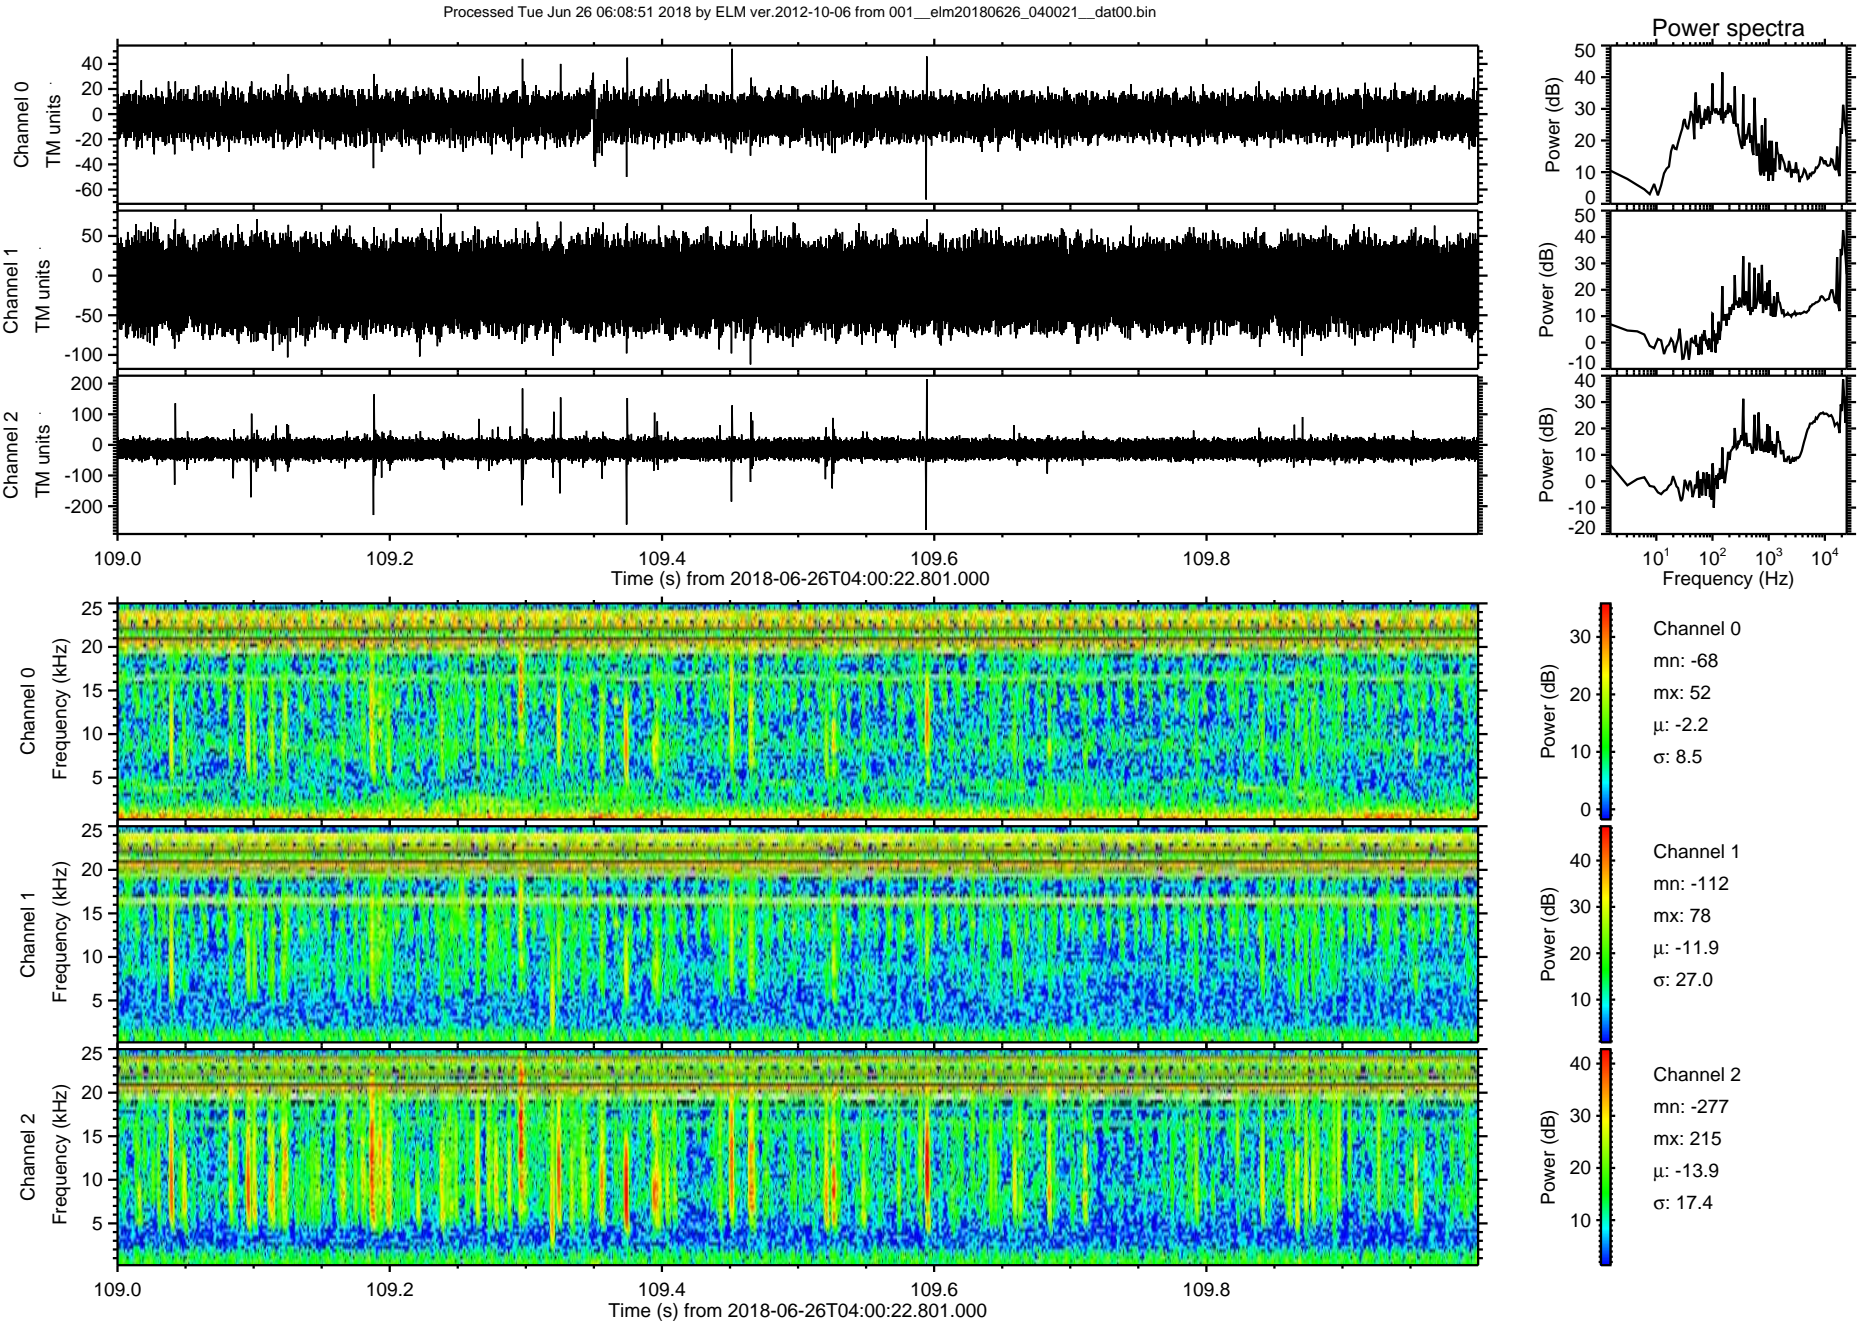 Processed Tue Jun 26 06:08:51 2018 by ELM ver.2012-10-06 from 001__elm20180626_040021__dat00.bin
Power spectra
Channel 0
TM units
40
20
0
-20
-40
-60
Power (dB)
50
40
30
20
10
0
Channel 1
TM units
50
0
-50
-100
Power (dB)
50
40
30
20
10
0
-10
Channel 2
TM units
200
100
0
-100
-200
Power (dB)
40
30
20
10
0
-10
-20
109.0 109.2 109.4 109.6 109.8
Time (s) from 2018-06-26T04:00:22.801.000
10^1 10^2 10^3 10^4
Frequency (Hz)
Channel 0
Frequency (kHz)
25
20
15
10
5
Power (dB)
30
20
10
0
Channel 0
mn: -68
mx: 52
μ: -2.2
σ: 8.5
Channel 1
Frequency (kHz)
25
20
15
10
5
Power (dB)
40
30
20
10
Channel 1
mn: -112
mx: 78
μ: -11.9
σ: 27.0
Channel 2
Frequency (kHz)
25
20
15
10
5
Power (dB)
40
30
20
10
Channel 2
mn: -277
mx: 215
μ: -13.9
σ: 17.4
109.0 109.2 109.4 109.6 109.8
Time (s) from 2018-06-26T04:00:22.801.000